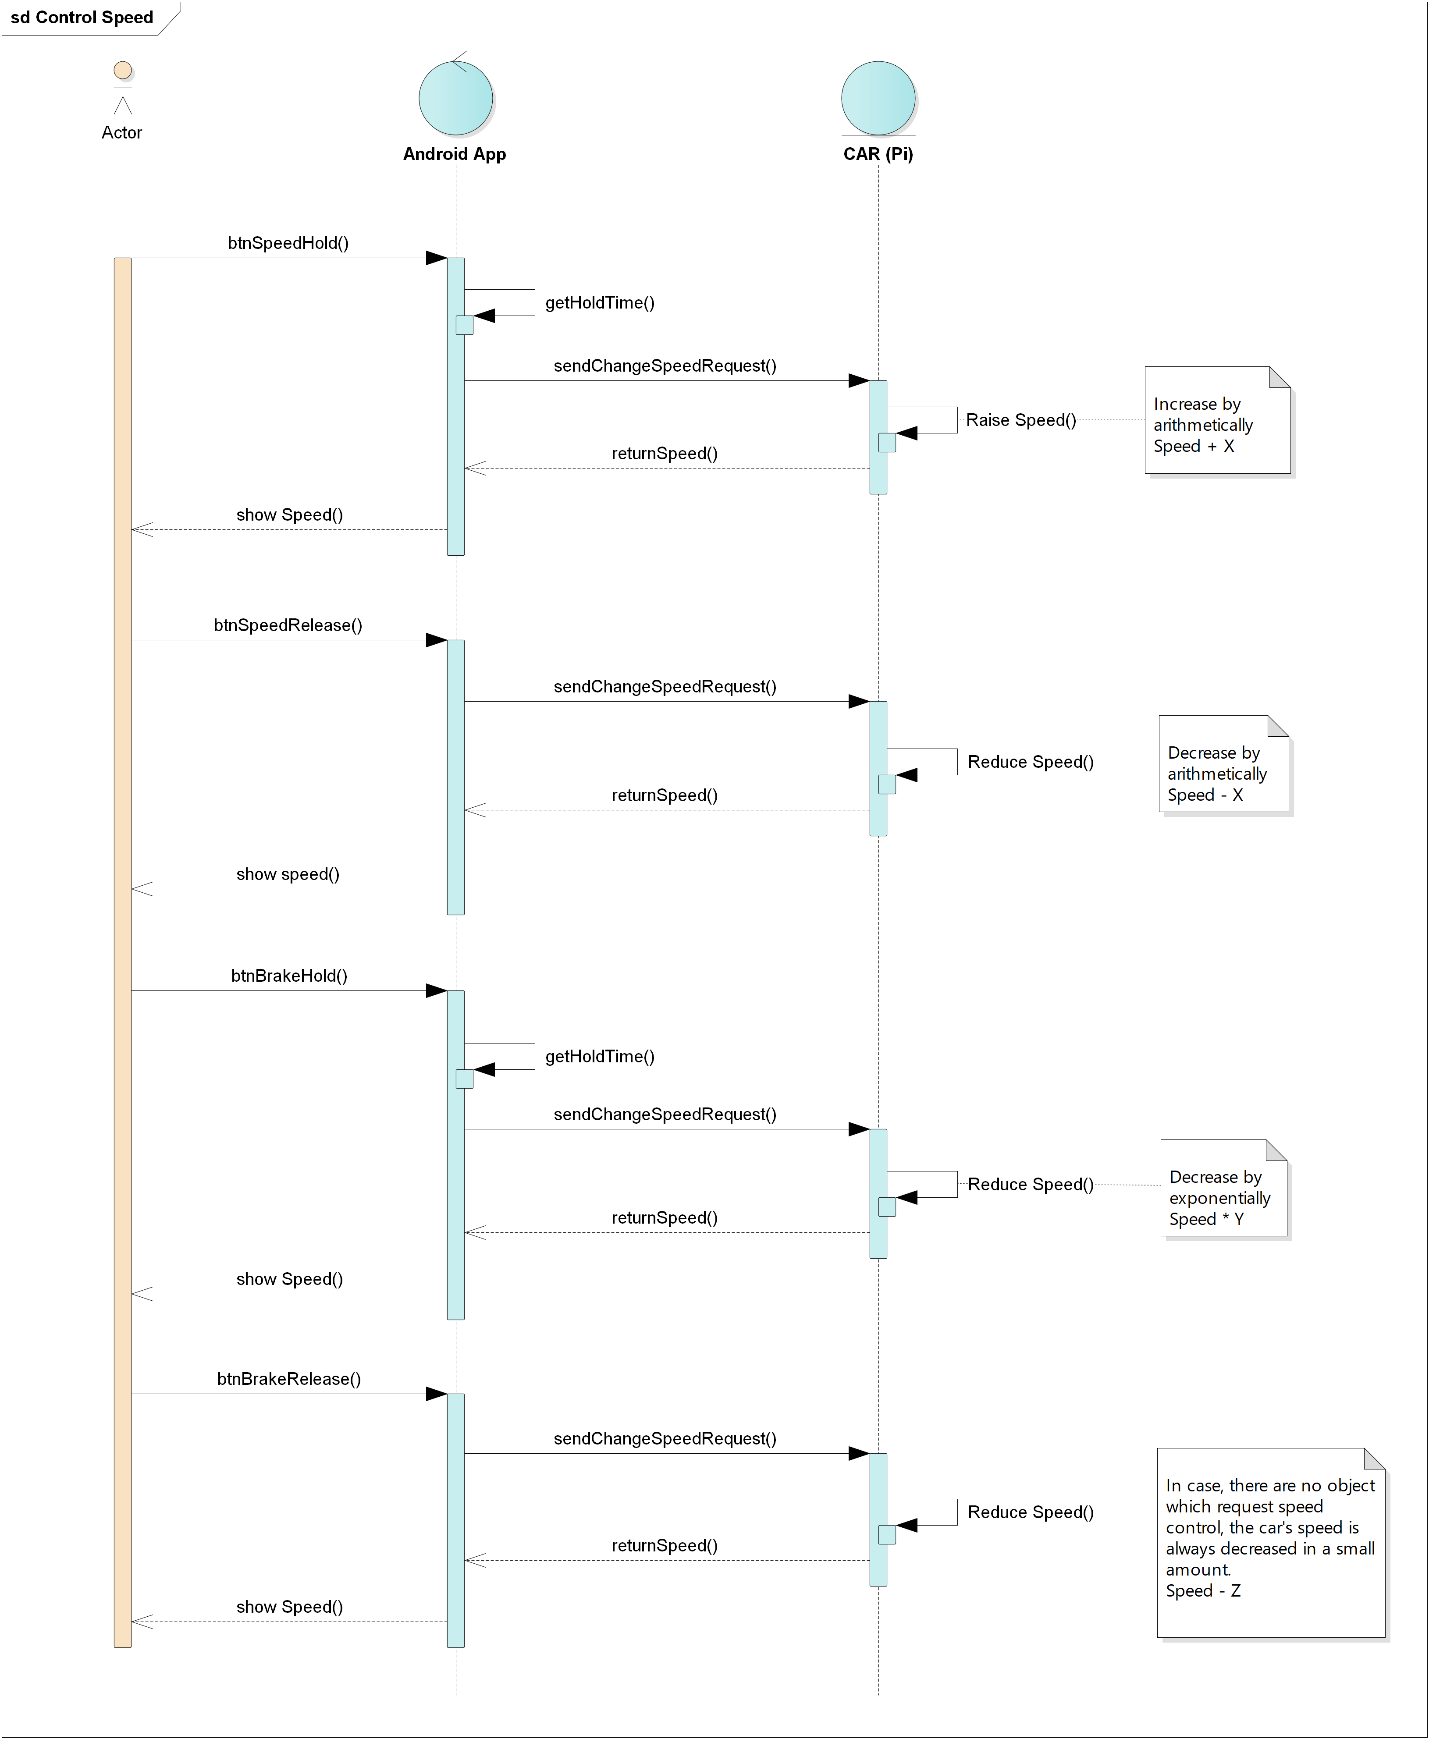 sd Control Speed
Actor
Android App
CAR (Pi)
btnSpeedHold()
getHoldTime()
sendChangeSpeedRequest()
Raise Speed()
Increase by
arithmetically
Speed + X
returnSpeed()
show Speed()
btnSpeedRelease()
sendChangeSpeedRequest()
Reduce Speed()
Decrease by
arithmetically
Speed - X
returnSpeed()
show speed()
btnBrakeHold()
getHoldTime()
sendChangeSpeedRequest()
Reduce Speed()
Decrease by
exponentially
Speed * Y
returnSpeed()
show Speed()
btnBrakeRelease()
sendChangeSpeedRequest()
Reduce Speed()
In case, there are no object
which request speed
control, the car's speed is
always decreased in a small
amount.
Speed - Z
returnSpeed()
show Speed()